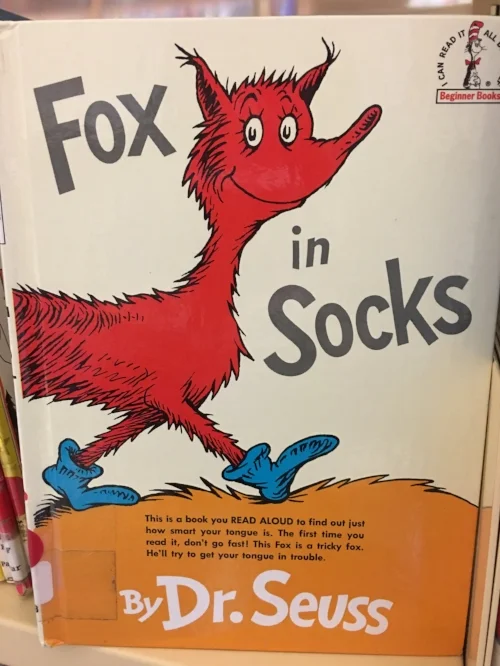 I CAN READ IT ALL
Beginner Books
Fox
in
Socks
This is a book you READ ALOUD to find out just
how smart your tongue is. The first time you
read it, don't go fast! This Fox is a tricky fox.
He'll try to get your tongue in trouble.
By Dr. Seuss